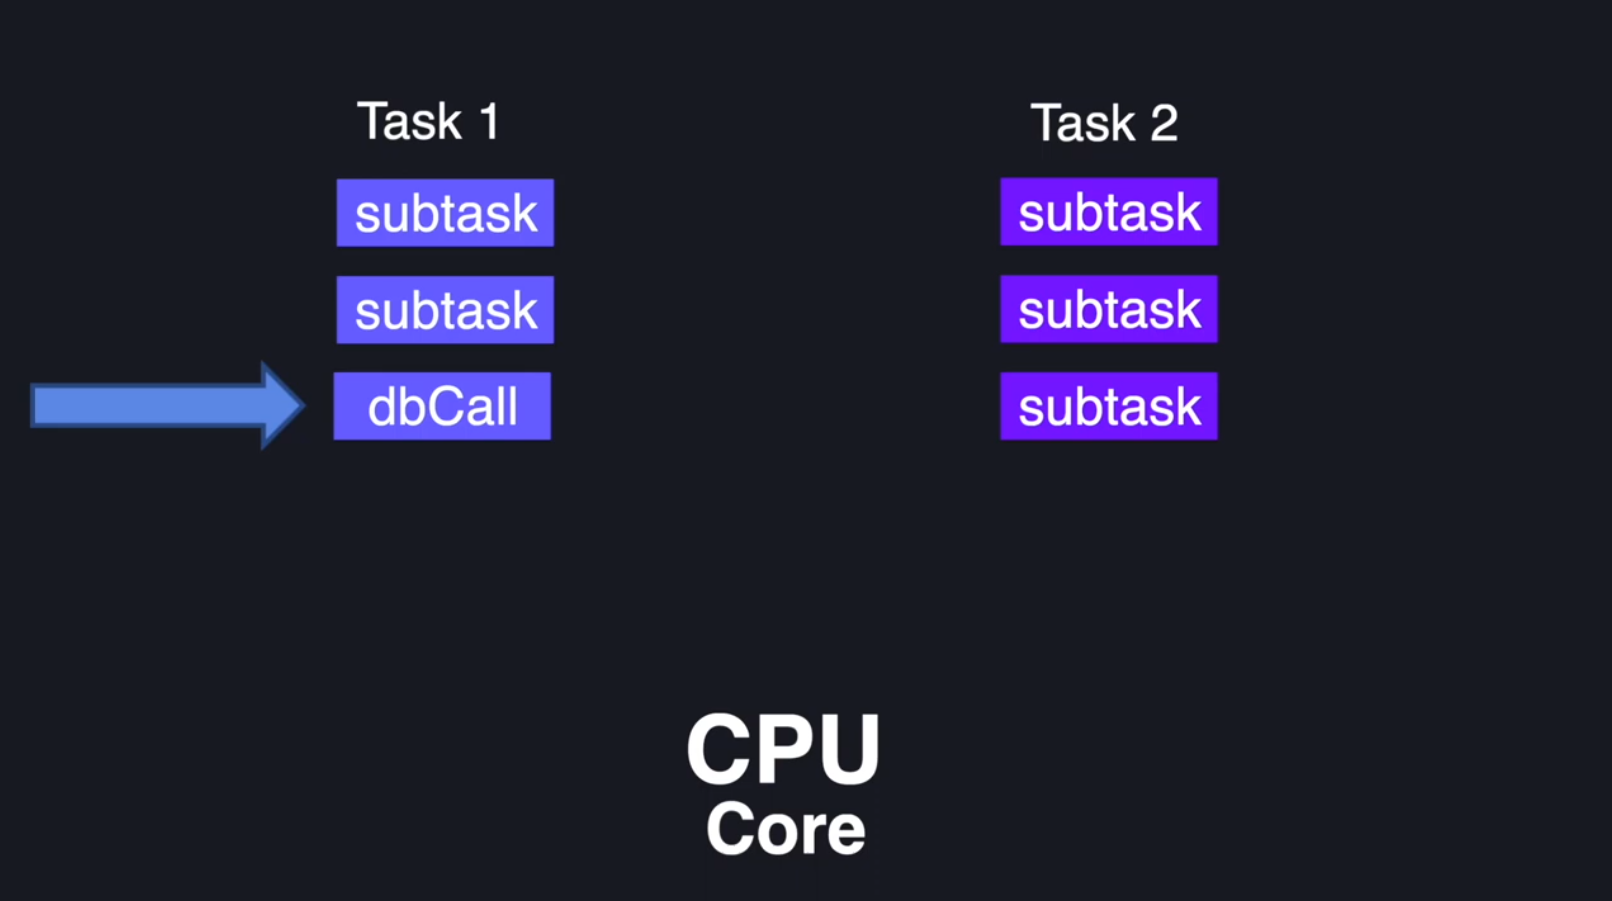 Task 1
subtask
subtask
dbCall
Task 2
subtask
subtask
subtask
CPU
Core